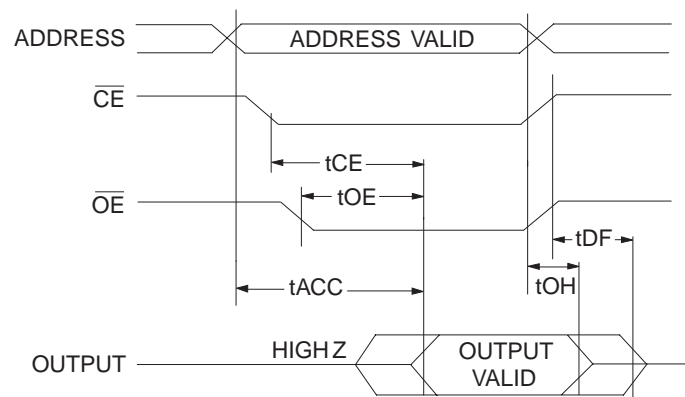 ADDRESS
ADDRESS VALID
CE
tCE
tOE
OE
tDF
tACC
tOH
HIGH Z
OUTPUT
OUTPUT
VALID